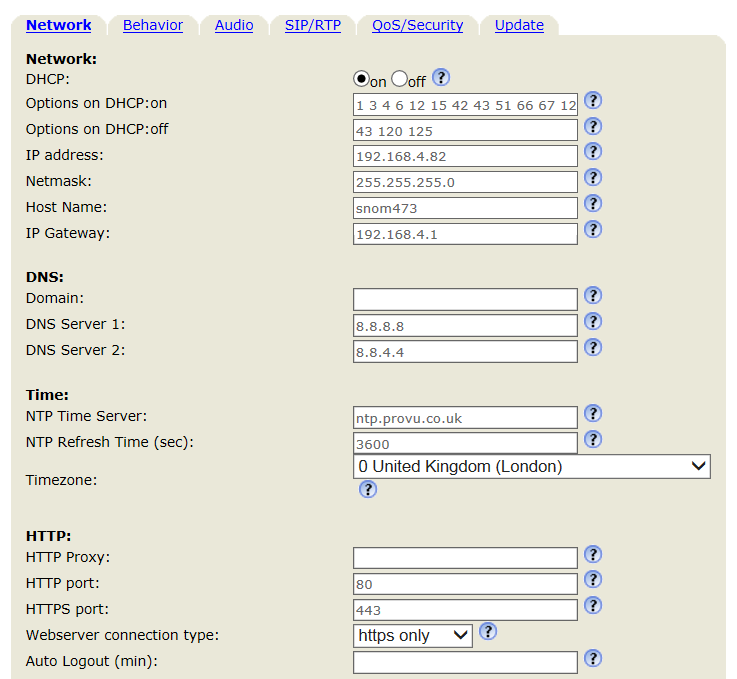 Network Behavior Audio SIP/RTP QoS/Security Update
Network:
DHCP: on off ?
Options on DHCP:on 1 3 4 6 12 15 42 43 51 66 67 12 ?
Options on DHCP:off 43 120 125 ?
IP address: 192.168.4.82 ?
Netmask: 255.255.255.0 ?
Host Name: snom473 ?
IP Gateway: 192.168.4.1 ?
DNS:
Domain: ?
DNS Server 1: 8.8.8.8 ?
DNS Server 2: 8.8.4.4 ?
Time:
NTP Time Server: ntp.provu.co.uk ?
NTP Refresh Time (sec): 3600 ?
Timezone: 0 United Kingdom (London)
?
HTTP:
HTTP Proxy: ?
HTTP port: 80 ?
HTTPS port: 443 ?
Webserver connection type: https only ?
Auto Logout (min): ?